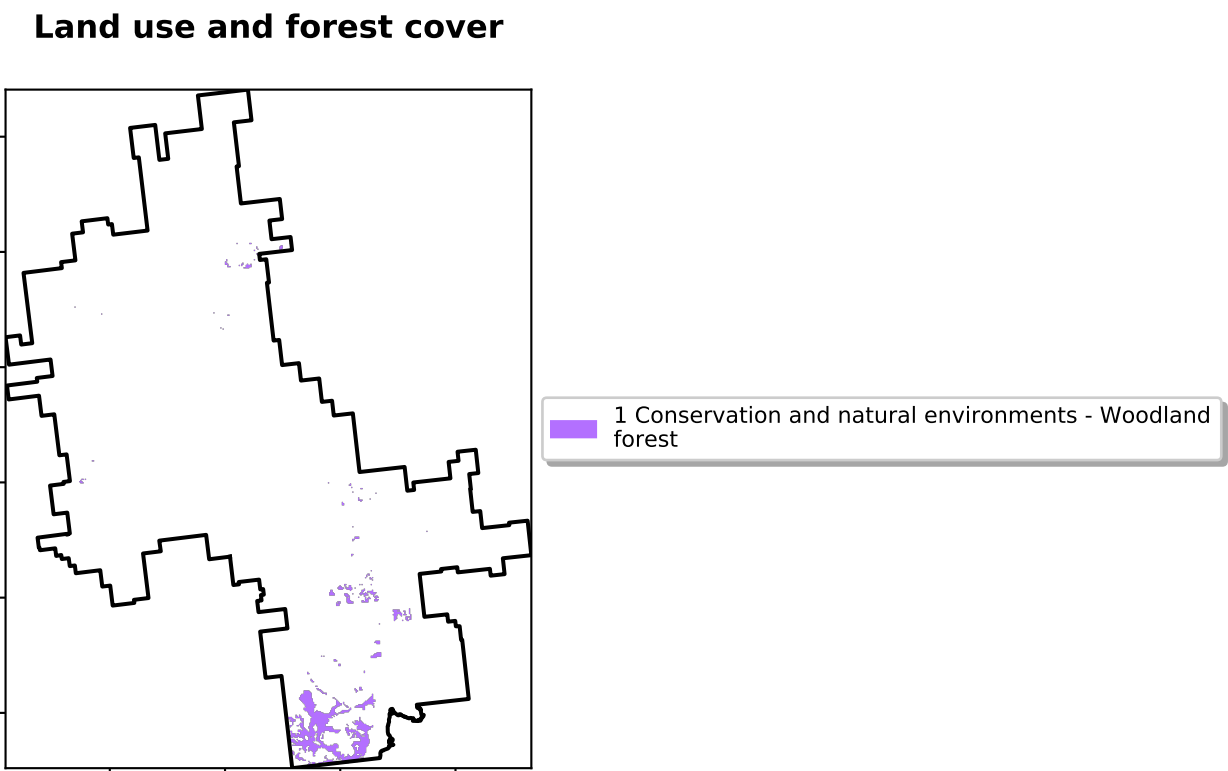 Land use and forest cover
1 Conservation and natural environments - Woodland
forest